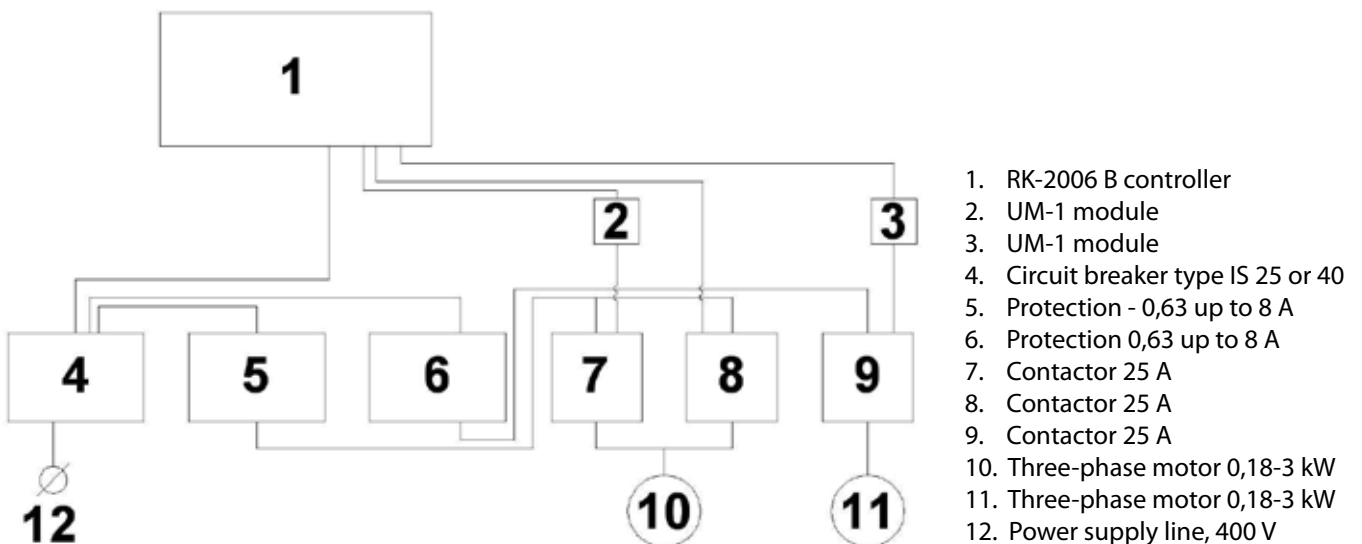 1
2
3
4
5
6
7
8
9
10
11
12
1. RK-2006 B controller
2. UM-1 module
3. UM-1 module
4. Circuit breaker type IS 25 or 40
5. Protection - 0,63 up to 8 A
6. Protection 0,63 up to 8 A
7. Contactor 25 A
8. Contactor 25 A
9. Contactor 25 A
10. Three-phase motor 0,18-3 kW
11. Three-phase motor 0,18-3 kW
12. Power supply line, 400 V